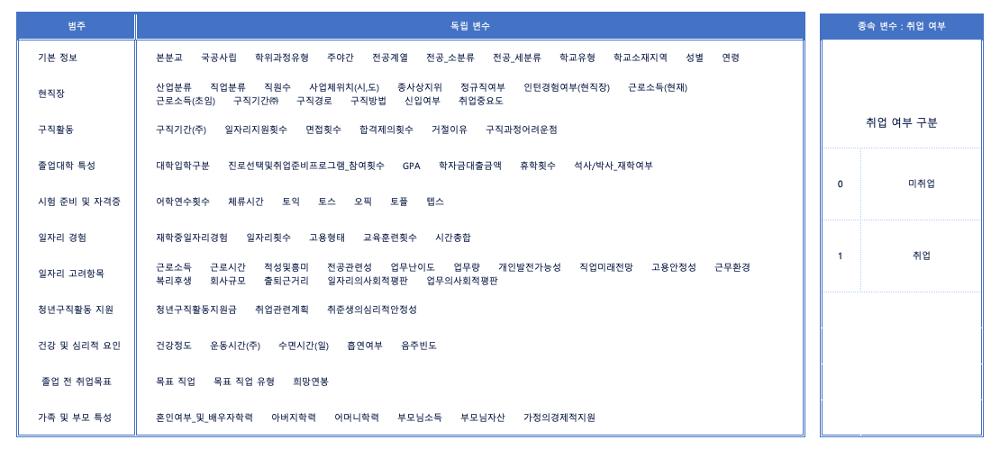 범주 독립 변수
기본 정보 본분교 국공사립 학위과정유형 주야간 전공계열 전공_소분류 전공_세분류 학교유형 학교소재지역 성별 연령
현직장 산업분류 직업분류 직원수 사업체위치(시,도) 종사상지위 정규직여부 인턴경험여부(현직장) 근로소득(현재)
근로소득(초임) 구직기간㈜ 구직경로 구직방법 신입여부 취업중요도
구직활동 구직기간(주) 일자리지원횟수 면접횟수 합격제의횟수 거절이유 구직과정어려운점
졸업대학 특성 대학입학구분 진로선택및취업준비프로그램_참여횟수 GPA 학자금대출금액 휴학횟수 석사/박사_재학여부
시험 준비 및 자격증 어학연수횟수 체류시간 토익 토스 오픽 토플 텝스
일자리 경험 재학중일자리경험 일자리횟수 고용형태 교육훈련횟수 시간총합
일자리 고려항목 근로소득 근로시간 적성및흥미 전공관련성 업무난이도 업무량 개인발전가능성 직업미래전망 고용안정성 근무환경
복리후생 회사규모 출퇴근거리 일자리의사회적평판 업무의사회적평판
청년구직활동 지원 청년구직활동지원금 취업관련계획 취준생의심리적안정성
건강 및 심리적 요인 건강정도 운동시간(주) 수면시간(일) 흡연여부 음주빈도
졸업 전 취업목표 목표 직업 목표 직업 유형 희망연봉
가족 및 부모 특성 혼인여부_및_배우자학력 아버지학력 어머니학력 부모님소득 부모님자산 가정의경제적지원
종속 변수 : 취업 여부
취업 여부 구분
0 미취업
1 취업